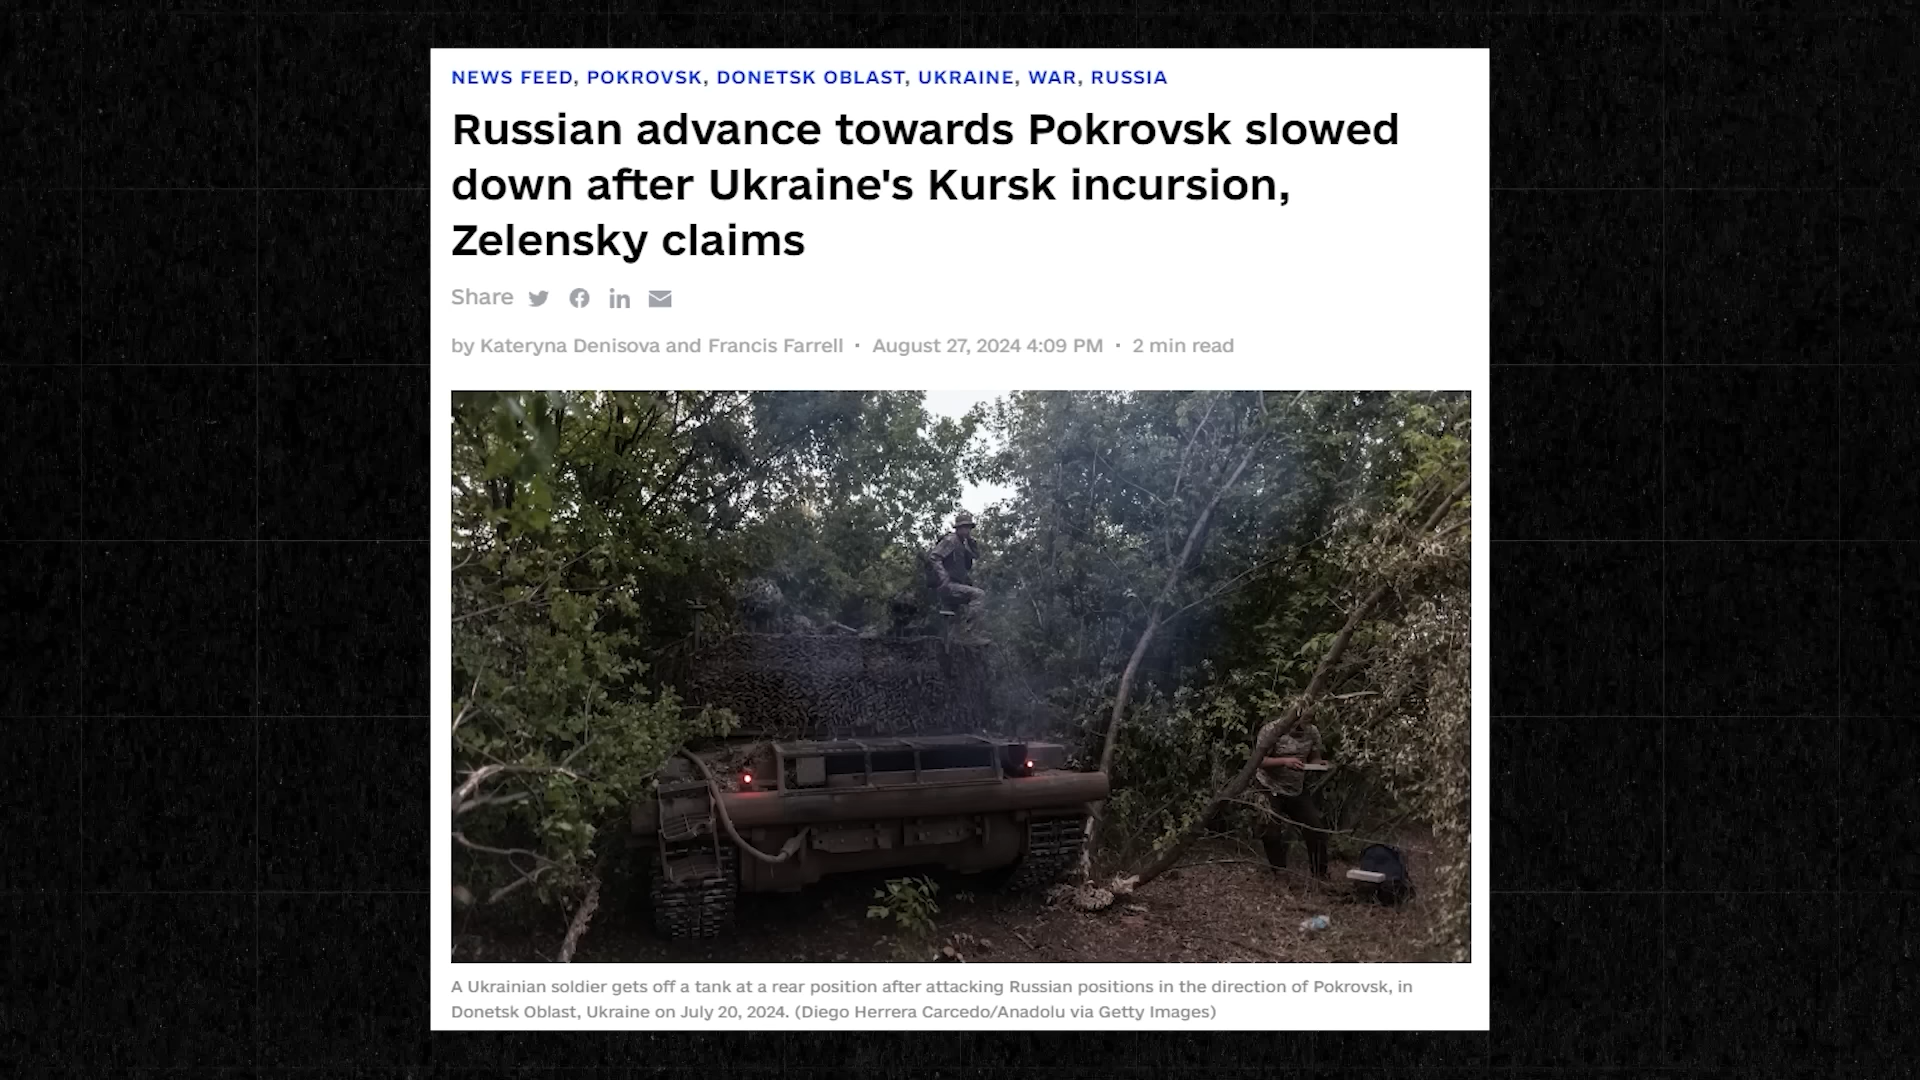 NEWS FEED, POKROVSK, DONETSK OBLAST, UKRAINE, WAR, RUSSIA
Russian advance towards Pokrovsk slowed
down after Ukraine's Kursk incursion,
Zelensky claims
Share
by Kateryna Denisova and Francis Farrell · August 27, 2024 4:09 PM · 2 min read
A Ukrainian soldier gets off a tank at a rear position after attacking Russian positions in the direction of Pokrovsk, in
Donetsk Oblast, Ukraine on July 20, 2024. (Diego Herrera Carcedo/Anadolu via Getty Images)